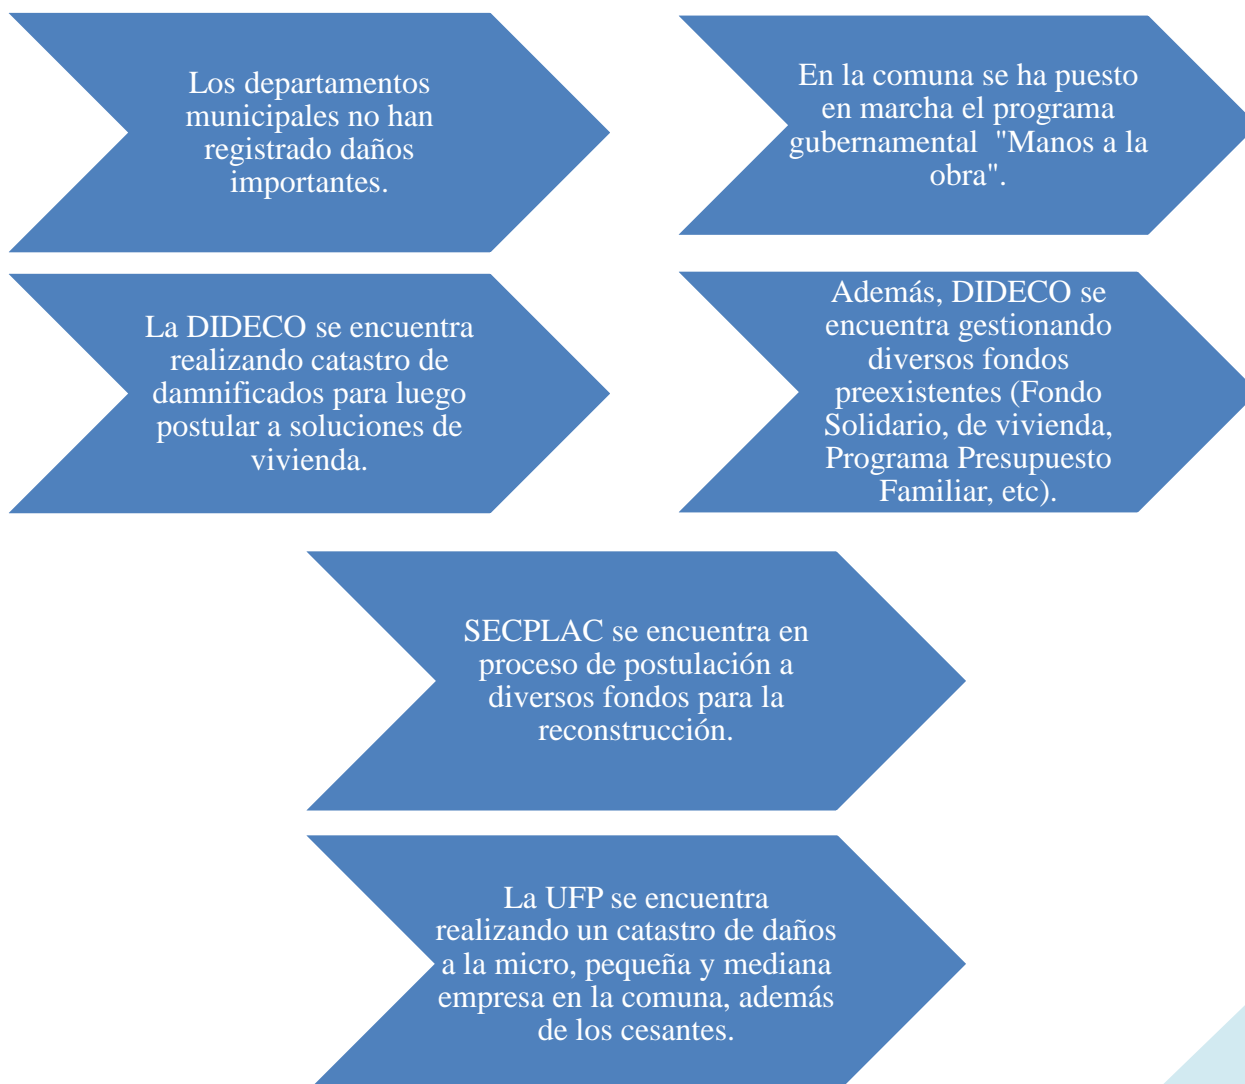 Los departamentos
municipales no han
registrado daños
importantes.
En la comuna se ha puesto
en marcha el programa
gubernamental  "Manos a la
obra".
La DIDECO se encuentra
realizando catastro de
damnificados para luego
postular a soluciones de
vivienda.
Además, DIDECO se
encuentra gestionando
diversos fondos
preexistentes (Fondo
Solidario, de vivienda,
Programa Presupuesto
Familiar, etc).
SECPLAC se encuentra en
proceso de postulación a
diversos fondos para la
reconstrucción.
La UFP se encuentra
realizando un catastro de daños
a la micro, pequeña y mediana
empresa en la comuna, además
de los cesantes.